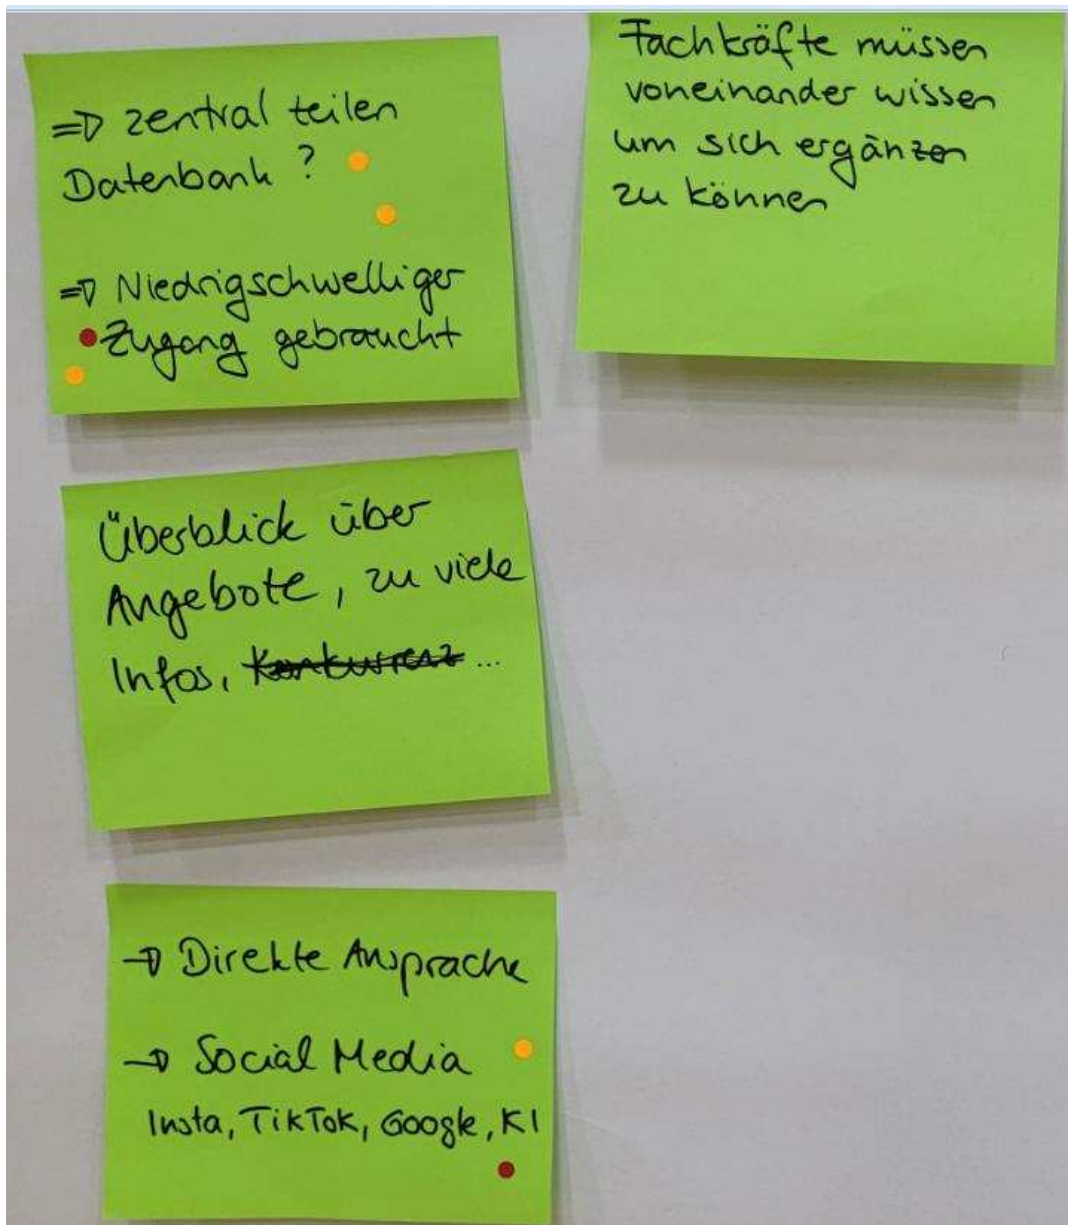 ⇒ zentral teilen
Datenbank ?
⇒ Niedrigschwelliger
Zugang gebraucht
Fachkräfte müssen
voneinander wissen
um sich ergänzen
zu können
Überblick über
Angebote, zu viele
Infos, Konkurrenz ...
→ Direkte Ansprache
→ Social Media
Insta, TikTok, Google, KI